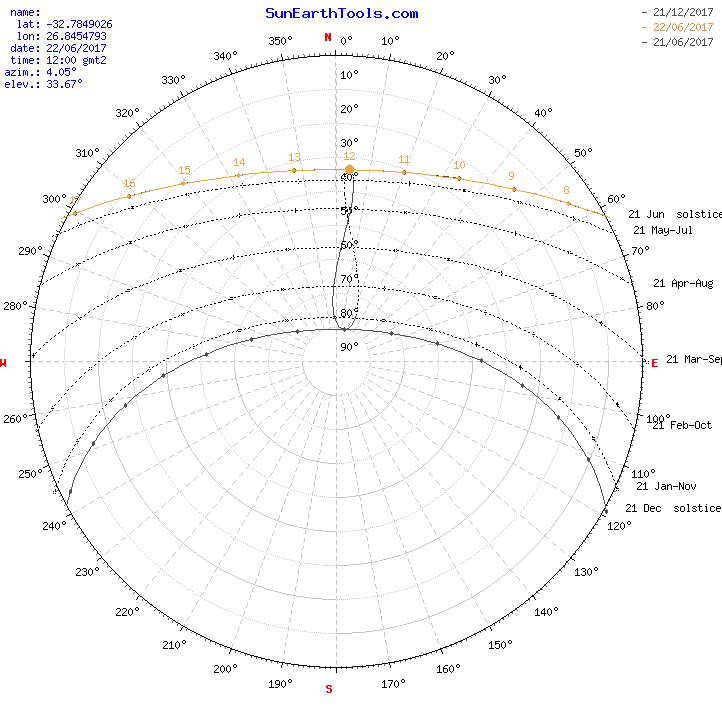 name:
SunEarthTools.com
lat: -32.7849026
lon: 26.8454793
date: 22/06/2017
time: 12:00 gmt2
azim.: 4.05°
elev.: 33.67°
- 21/12/2017
- 22/06/2017
- 21/06/2017
N
340° 350° 0° 10° 20°
330° 30°
320° 40°
310° 50°
300° 60°
290° 70°
280° 80°
W E
260° 100°
250° 110°
240° 120°
230° 130°
220° 140°
210° 150°
200° 160°
190° 170°
S
10°
20°
30°
40°
50°
60°
70°
80°
90°
16 15 14 13 12 11 10 9 8
21 Jun solstice
21 May-Jul
21 Apr-Aug
21 Mar-Sep
21 Feb-Oct
21 Jan-Nov
21 Dec solstice